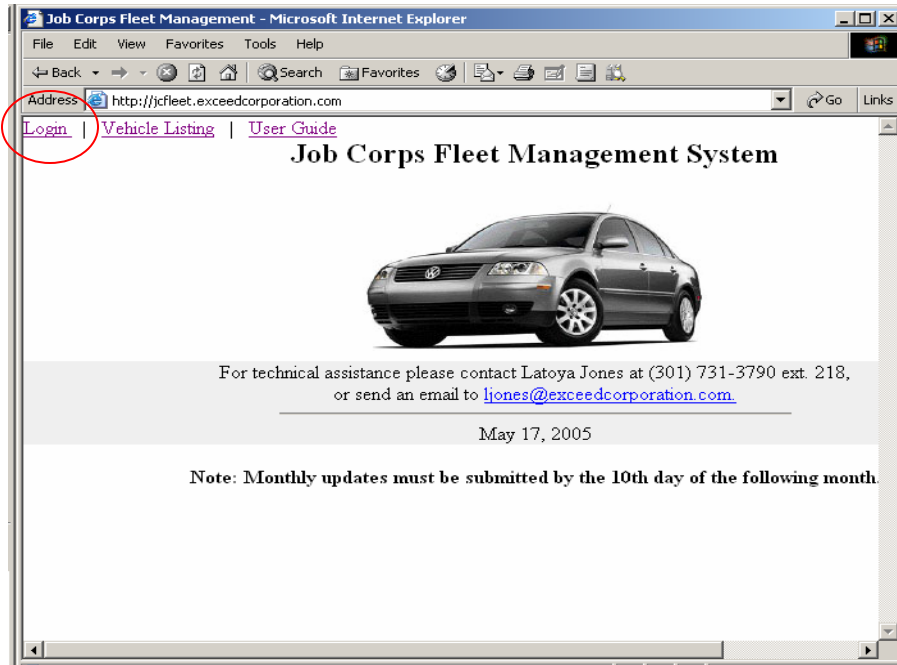 Job Corps Fleet Management - Microsoft Internet Explorer
File Edit View Favorites Tools Help
Back Search Favorites
Address http://jcfleet.exceedcorporation.com Go Links
Login | Vehicle Listing | User Guide
Job Corps Fleet Management System
For technical assistance please contact Latoya Jones at (301) 731-3790 ext. 218,
or send an email to ljones@exceedcorporation.com.
May 17, 2005
Note: Monthly updates must be submitted by the 10th day of the following month.